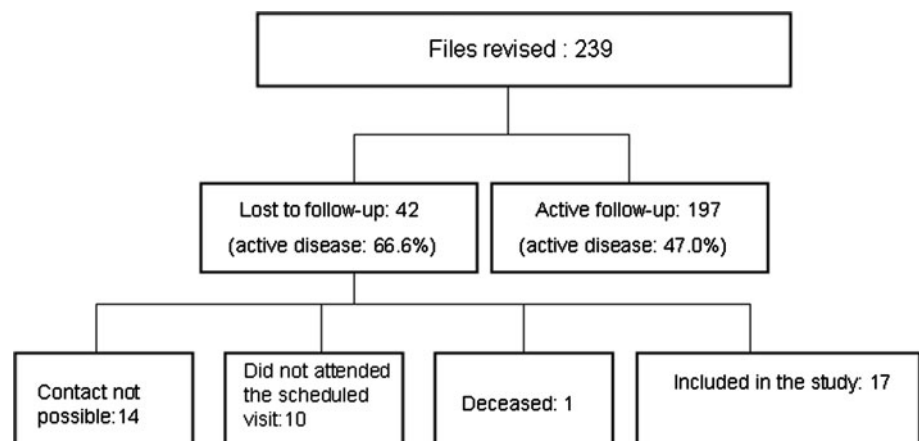 Files revised : 239
Lost to follow-up: 42
(active disease: 66.6%)
Active follow-up: 197
(active disease: 47.0%)
Contact not
possible:14
Did not attended
the scheduled
visit:10
Deceased: 1
Included in the study: 17